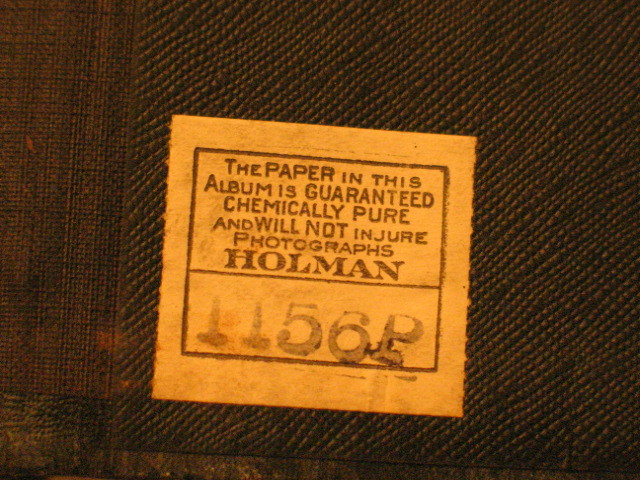 THE PAPER IN THIS
ALBUM IS GUARANTEED
CHEMICALLY PURE
AND WILL NOT INJURE
PHOTOGRAPHS
HOLMAN
1156P